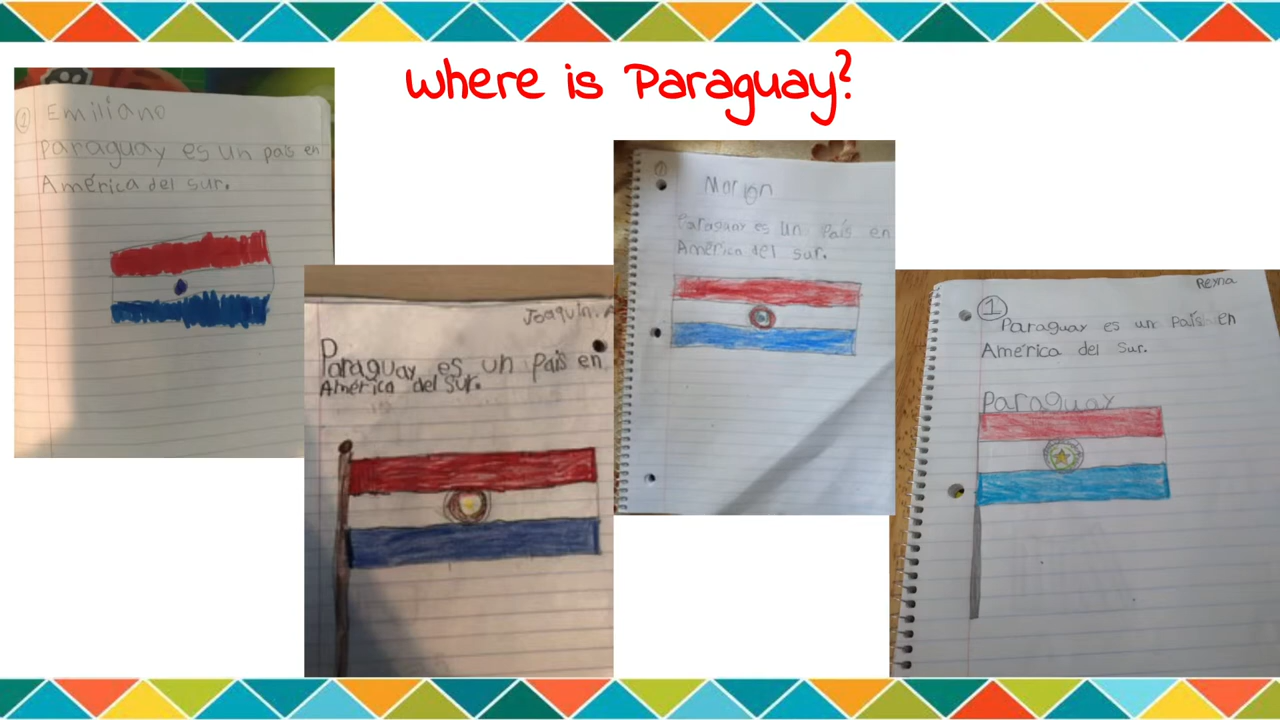 Where is Paraguay?
① Emiliano
Paraguay es un país en
América del sur.
Joaquin.
Paraguay es un país en
América del sur.
Paraguay es un País en
América del sur.
Reyna
① Paraguay es un País en
América del Sur.
Paraguay